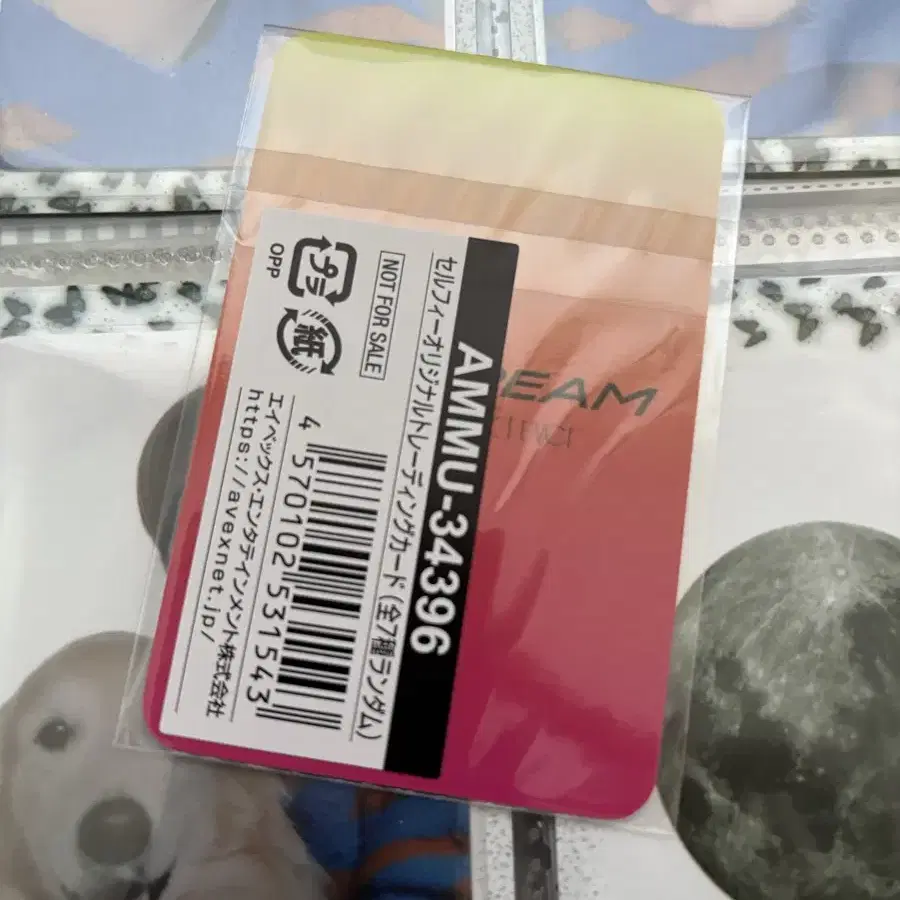 AMMU-34396
セルフィーオリジナルトレーディングカード (全7種ランダム)
NOT FOR SALE
プラ
OPP
紙
4 570102 531543
エイベックス・エンタテインメント株式会社
https://avexnet.jp/
REAM